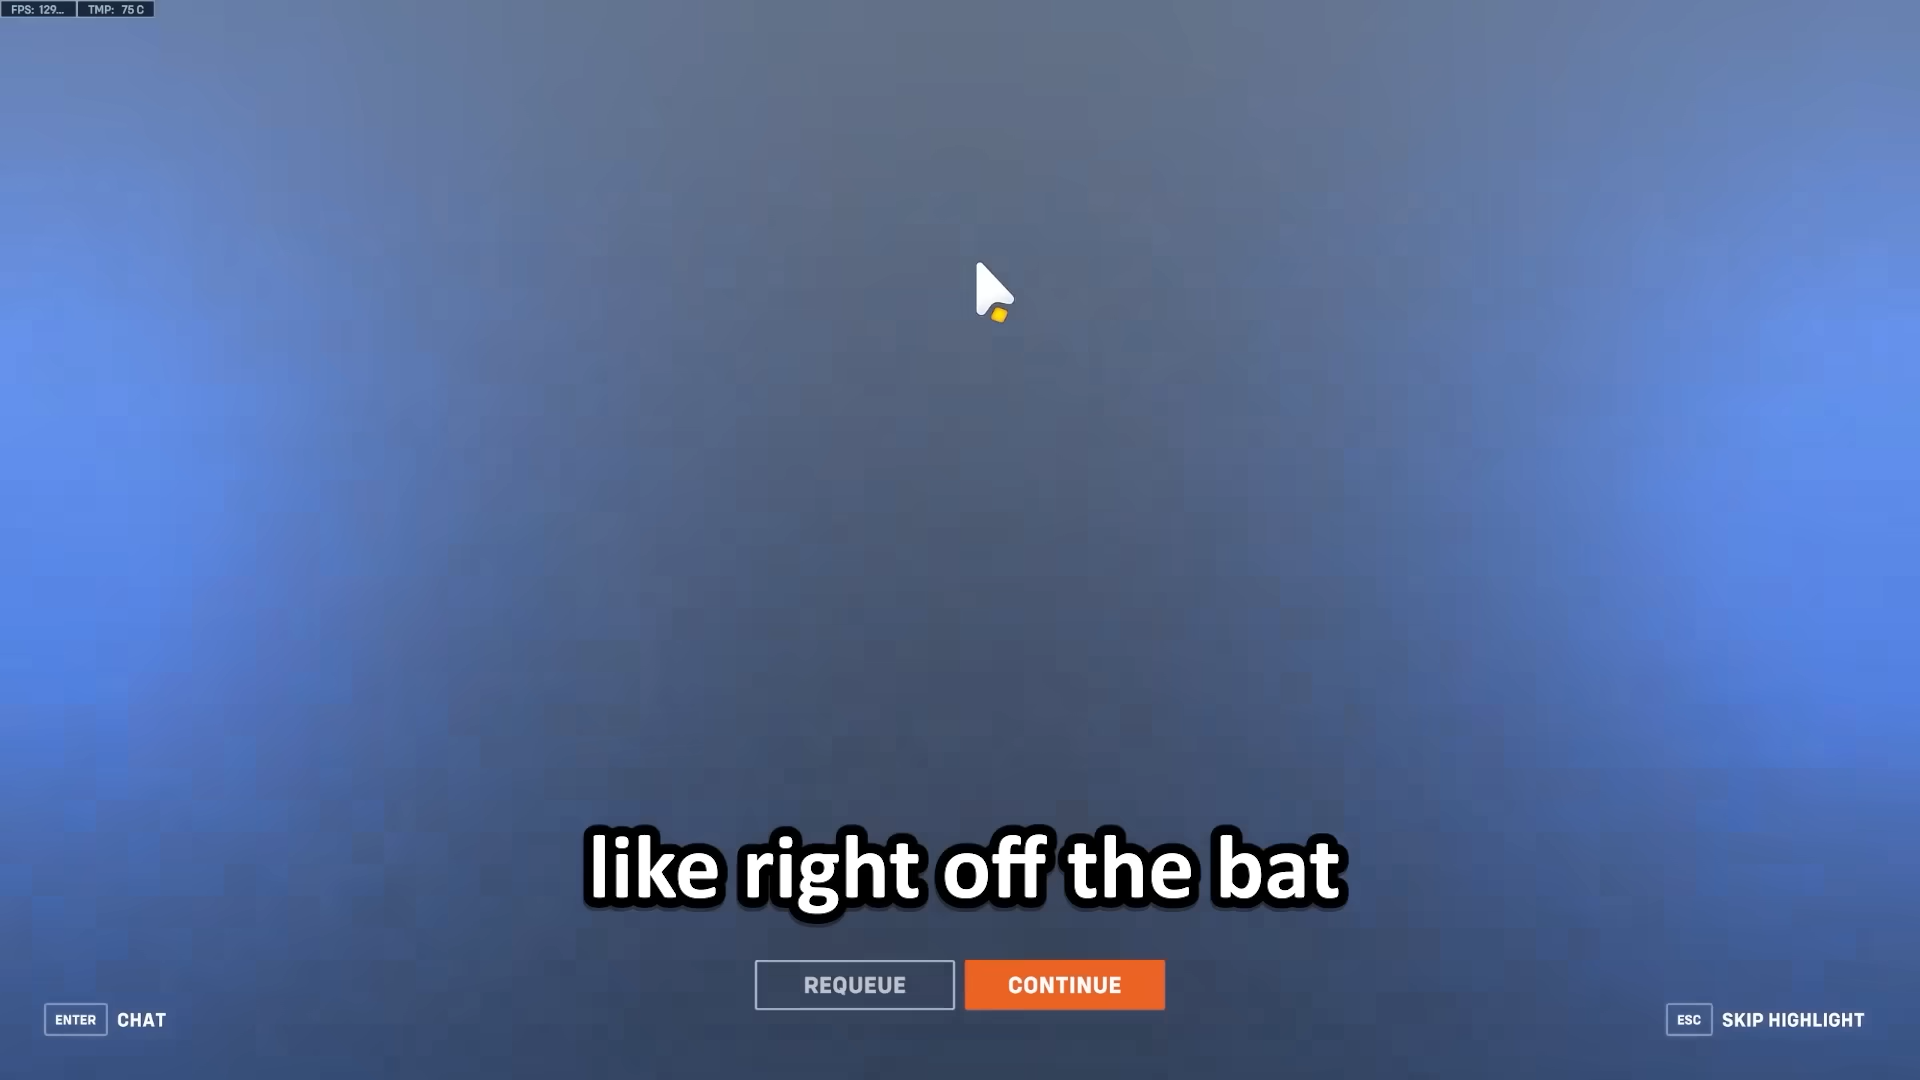 FPS: 129... TMP: 75 C
like right off the bat
REQUEUE CONTINUE
ENTER CHAT
ESC SKIP HIGHLIGHT